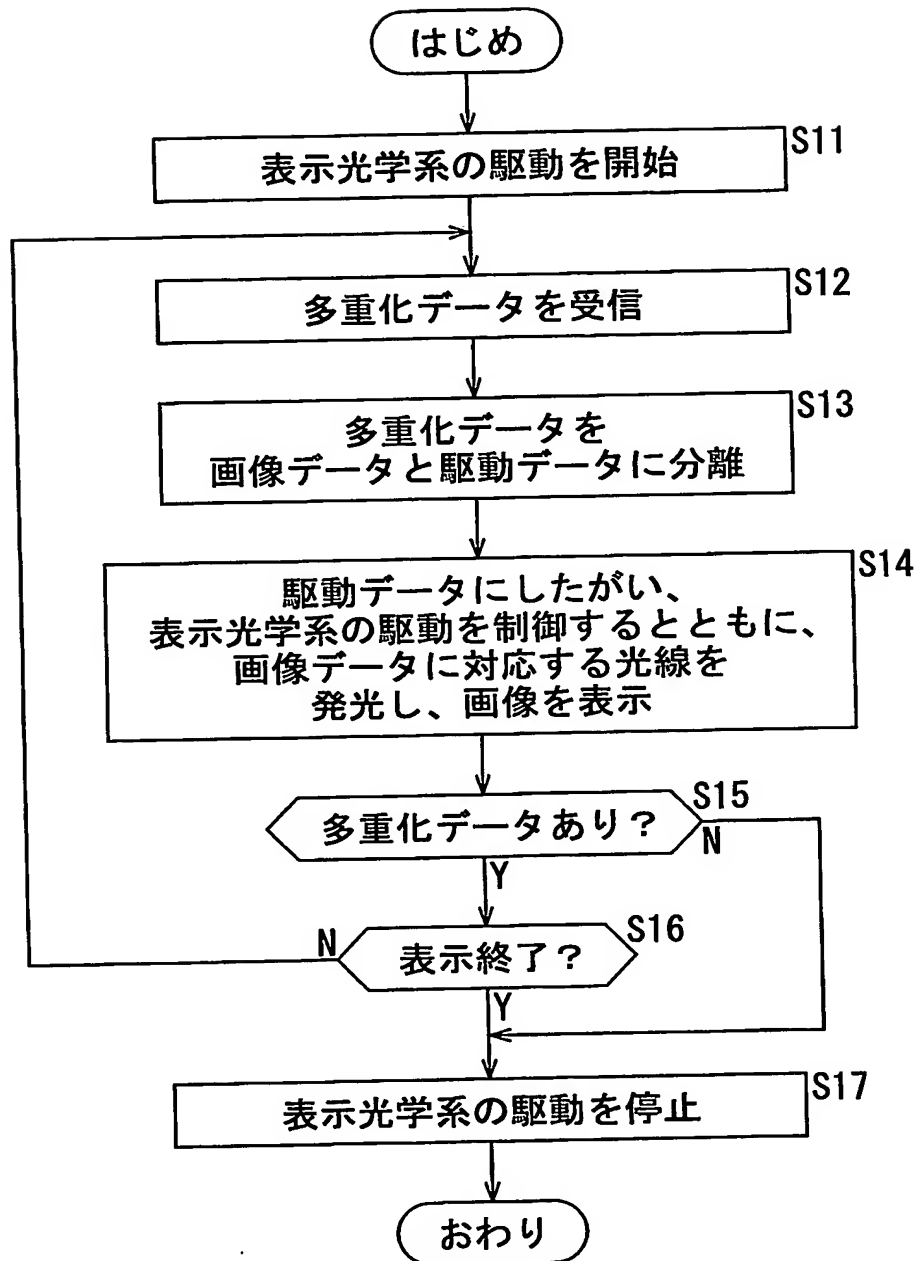 はじめ
S11
表示光学系の駆動を開始
S12
多重化データを受信
S13
多重化データを
画像データと駆動データに分離
S14
駆動データにしたがい、
表示光学系の駆動を制御するとともに、
画像データに対応する光線を
発光し、画像を表示
S15
多重化データあり?
N
Y
S16
N
表示終了?
Y
S17
表示光学系の駆動を停止
おわり